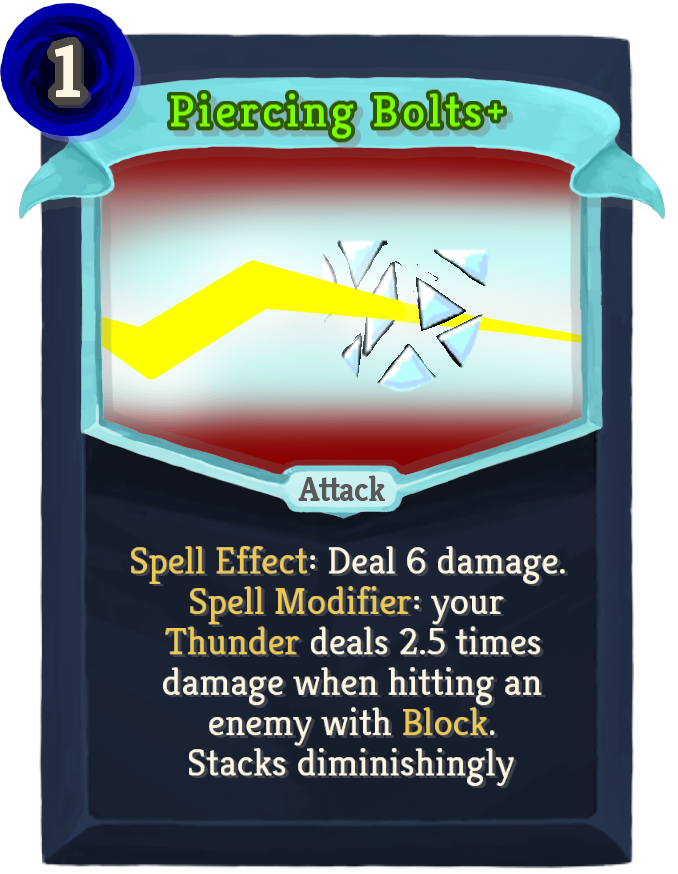 1
Piercing Bolts+
Attack
Spell Effect: Deal 6 damage.
Spell Modifier: your
Thunder deals 2.5 times
damage when hitting an
enemy with Block.
Stacks diminishingly